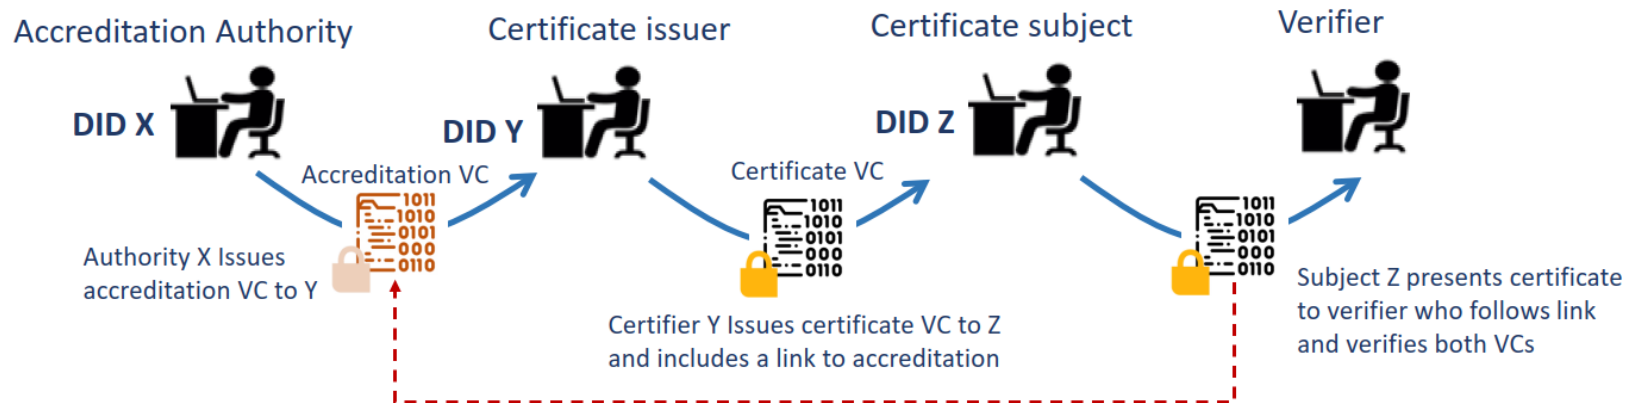 Accreditation Authority
Certificate issuer
Certificate subject
Verifier
DID X
DID Y
DID Z
Accreditation VC
Certificate VC
1011
1010
0101
000
0110
1011
1010
0101
000
0110
1011
1010
0101
000
0110
Authority X Issues
accreditation VC to Y
Certifier Y Issues certificate VC to Z
and includes a link to accreditation
Subject Z presents certificate
to verifier who follows link
and verifies both VCs